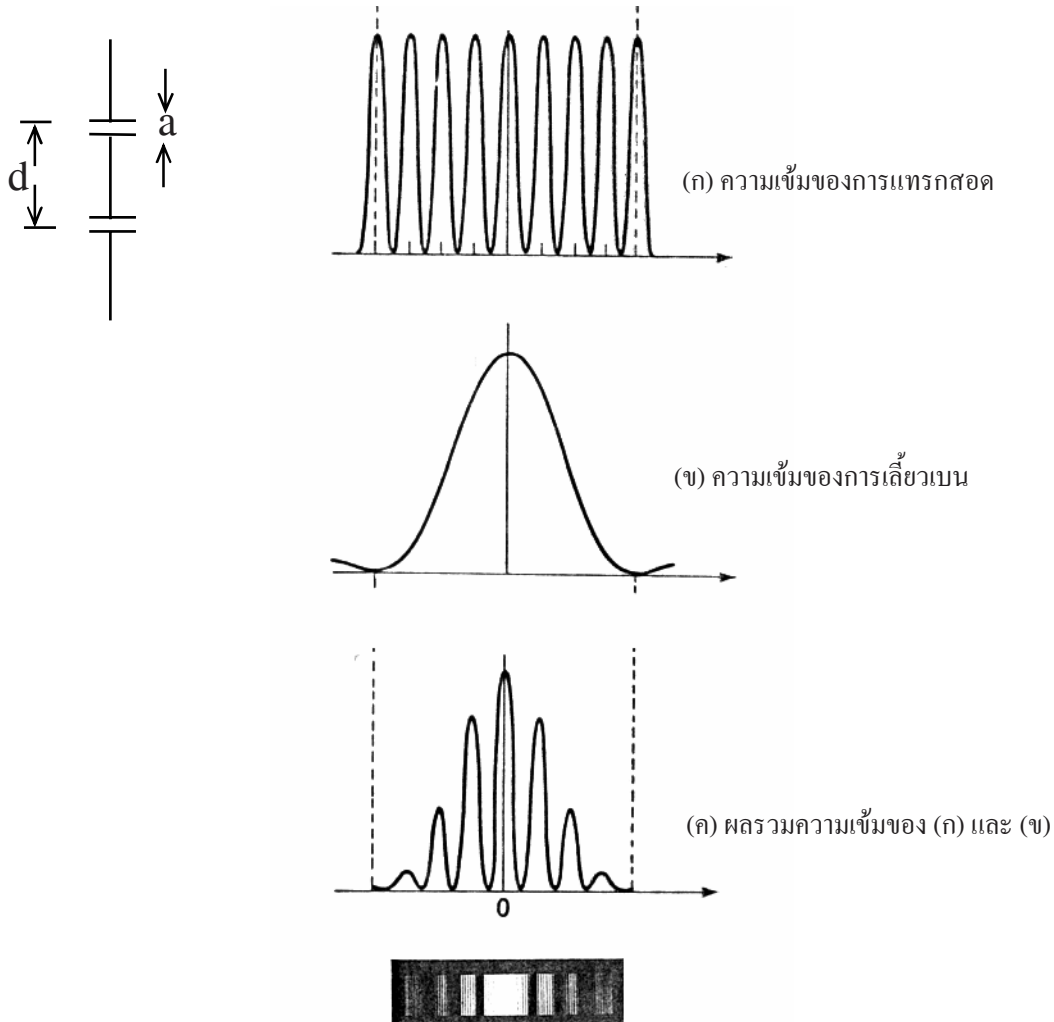 a
d
(ก) ความเข้มของการแทรกสอด
(ข) ความเข้มของการเลี้ยวเบน
(ค) ผลรวมความเข้มของ (ก) และ (ข)
0